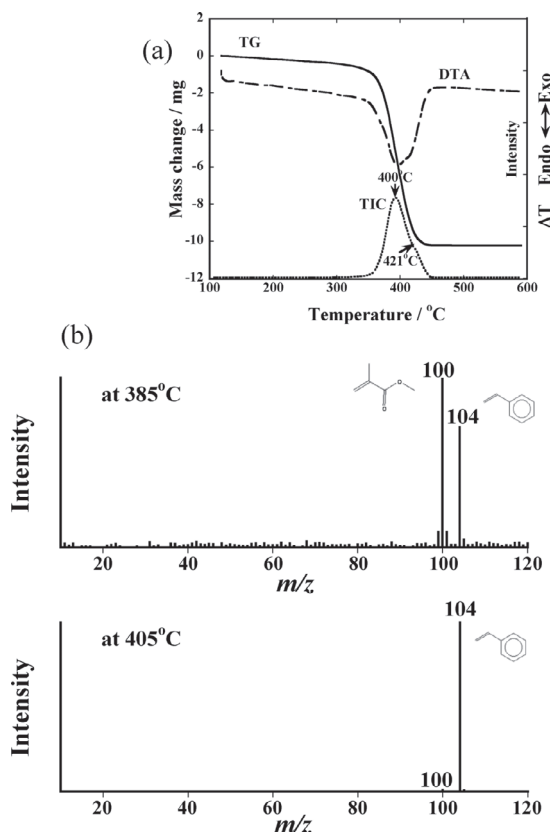 (a)
TG
DTA
TIC
400°C
421°C
0
-2
-4
-6
-8
-10
-12
Mass change / mg
100
200
300
400
500
600
Temperature / °C
Intensity
ΔT Endo Exo
(b)
at 385°C
100
104
O
O
Intensity
20
40
60
80
100
120
m/z
at 405°C
104
100
Intensity
20
40
60
80
100
120
m/z